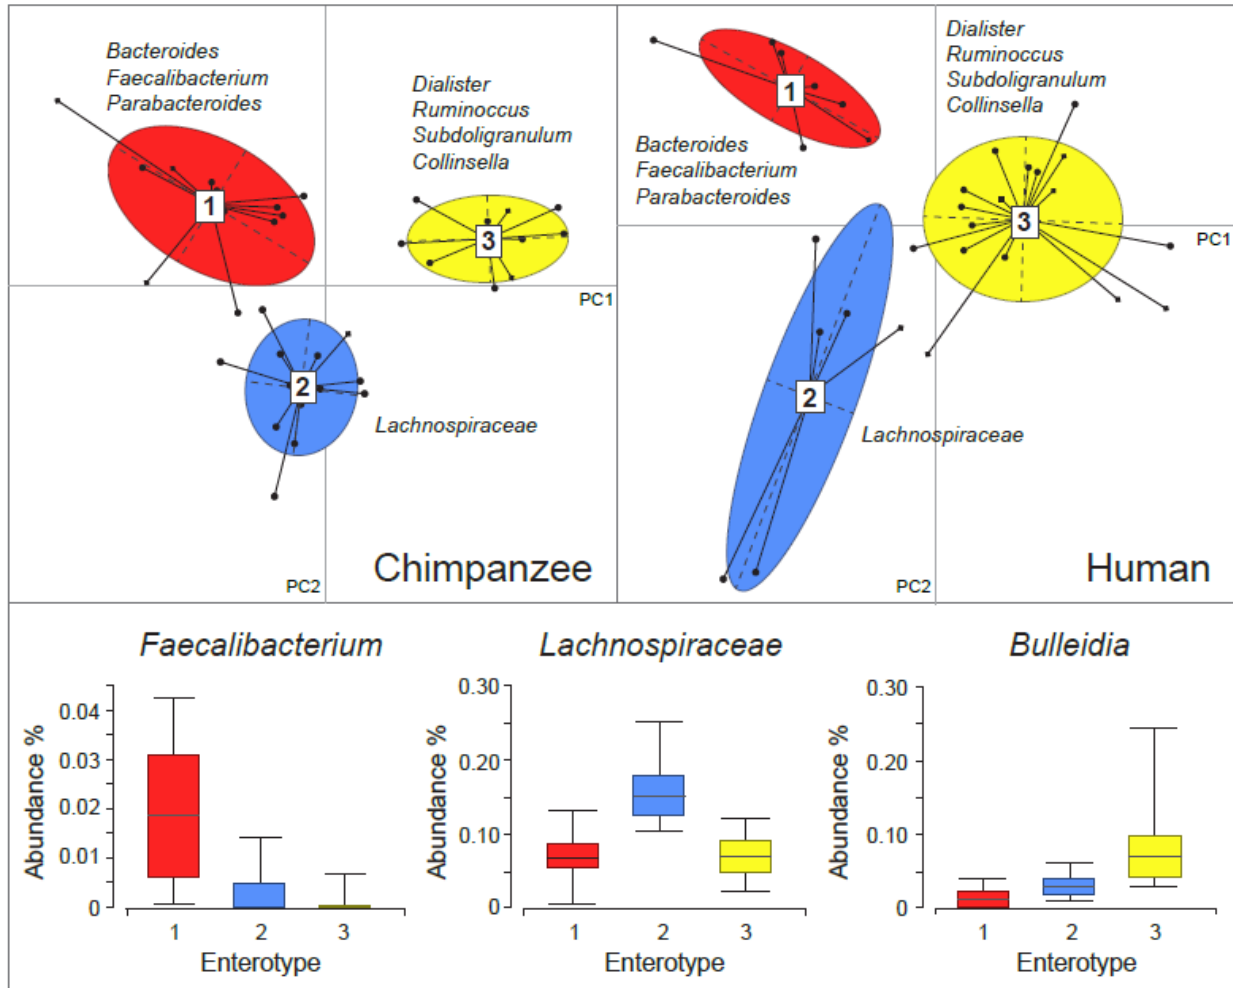 Bacteroides
Faecalibacterium
Parabacteroides
Dialister
Ruminoccus
Subdoligranulum
Collinsella
1
3
2
Lachnospiraceae
PC1
PC2
Chimpanzee
Dialister
Ruminoccus
Subdoligranulum
Collinsella
1
Bacteroides
Faecalibacterium
Parabacteroides
3
PC1
2
Lachnospiraceae
PC2
Human
Faecalibacterium
Abundance %
0.04
0.03
0.02
0.01
0
1 2 3
Enterotype
Lachnospiraceae
Abundance %
0.30
0.20
0.10
0
1 2 3
Enterotype
Bulleidia
Abundance %
0.30
0.20
0.10
0
1 2 3
Enterotype